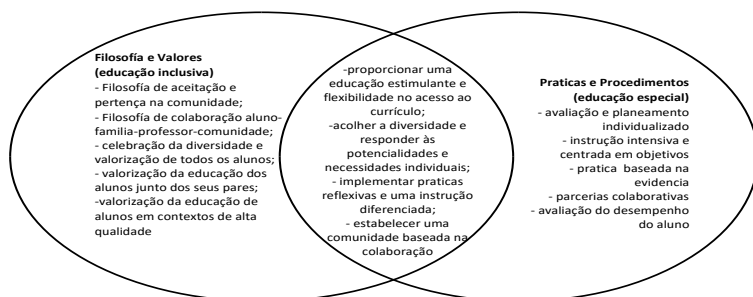 Filosofía e Valores
(educação inclusiva)
- Filosofía de aceitação e
pertença na comunidade;
- Filosofía de colaboração aluno-
familia-professor-comunidade;
- celebração da diversidade e
valorização de todos os alunos;
- valorização da educação dos
alunos junto dos seus pares;
-valorização da educação de
alunos em contextos de alta
qualidade
-proporcionar uma
educação estimulante e
flexibilidade no acesso ao
currículo;
-acolher a diversidade e
responder às
potencialidades e
necessidades individuais;
- implementar praticas
reflexivas e uma instrução
diferenciada;
- estabelecer uma
comunidade baseada na
colaboração
Praticas e Procedimentos
(educação especial)
- avaliação e planeamento
individualizado
- instrução intensiva e
centrada em objetivos
- pratica baseada na
evidencia
- parcerias colaborativas
- avaliação do desempenho
do aluno